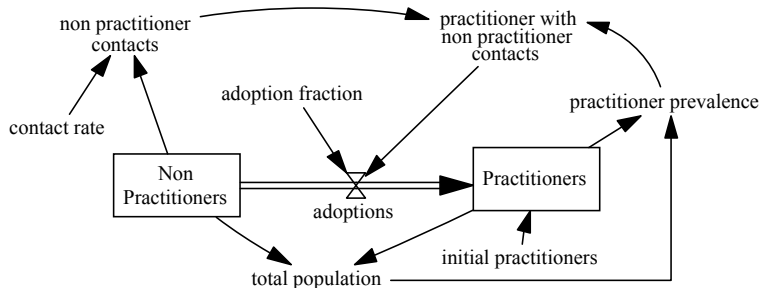 non practitioner
contacts
practitioner with
non practitioner
contacts
adoption fraction
practitioner prevalence
contact rate
Non
Practitioners
Practitioners
adoptions
initial practitioners
total population